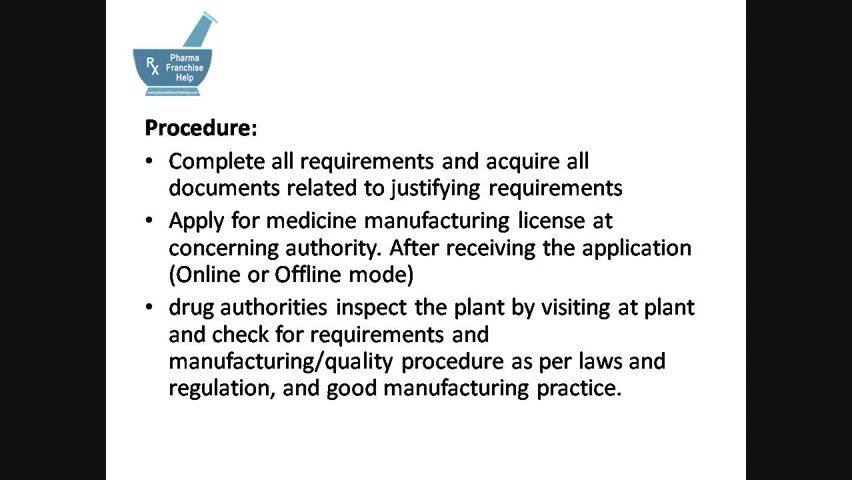 Rx
Pharma
Franchise
Help
www.pharmafranchisehelp.com
Procedure:
• Complete all requirements and acquire all
documents related to justifying requirements
• Apply for medicine manufacturing license at
concerning authority. After receiving the application
(Online or Offline mode)
• drug authorities inspect the plant by visiting at plant
and check for requirements and
manufacturing/quality procedure as per laws and
regulation, and good manufacturing practice.